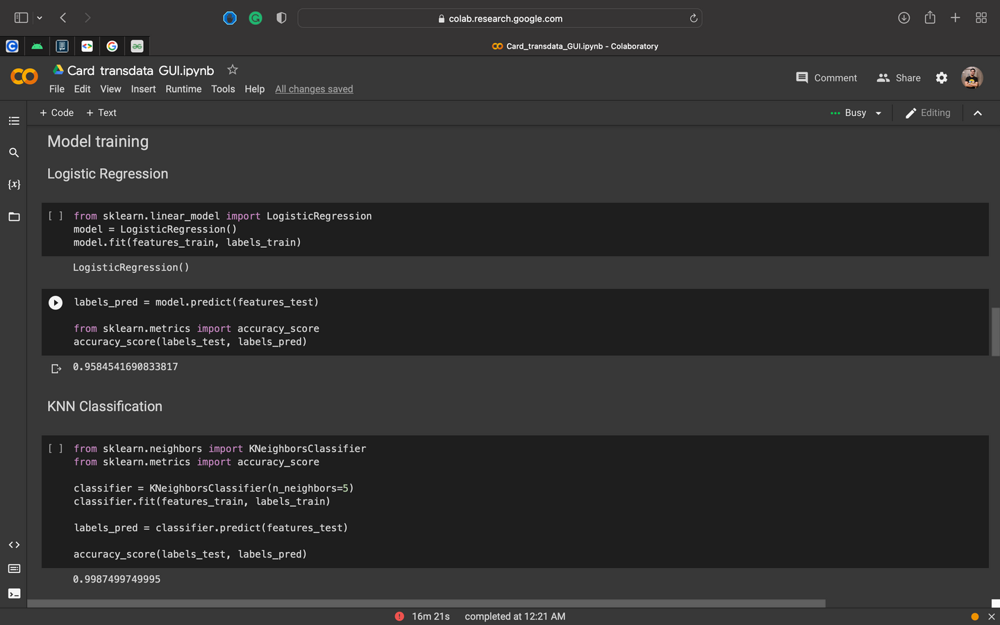 colab.research.google.com
Card_transdata_GUI.ipynb - Colaboratory
Card transdata GUI.ipynb
Comment
Share
File Edit View Insert Runtime Tools Help All changes saved
+ Code + Text
Busy
Editing
Model training
Logistic Regression
[ ] from sklearn.linear_model import LogisticRegression
model = LogisticRegression()
model.fit(features_train, labels_train)
LogisticRegression()
labels_pred = model.predict(features_test)
from sklearn.metrics import accuracy_score
accuracy_score(labels_test, labels_pred)
0.9584541690833817
KNN Classification
[ ] from sklearn.neighbors import KNeighborsClassifier
from sklearn.metrics import accuracy_score
classifier = KNeighborsClassifier(n_neighbors=5)
classifier.fit(features_train, labels_train)
labels_pred = classifier.predict(features_test)
accuracy_score(labels_test, labels_pred)
0.9987499749995
16m 21s completed at 12:21 AM